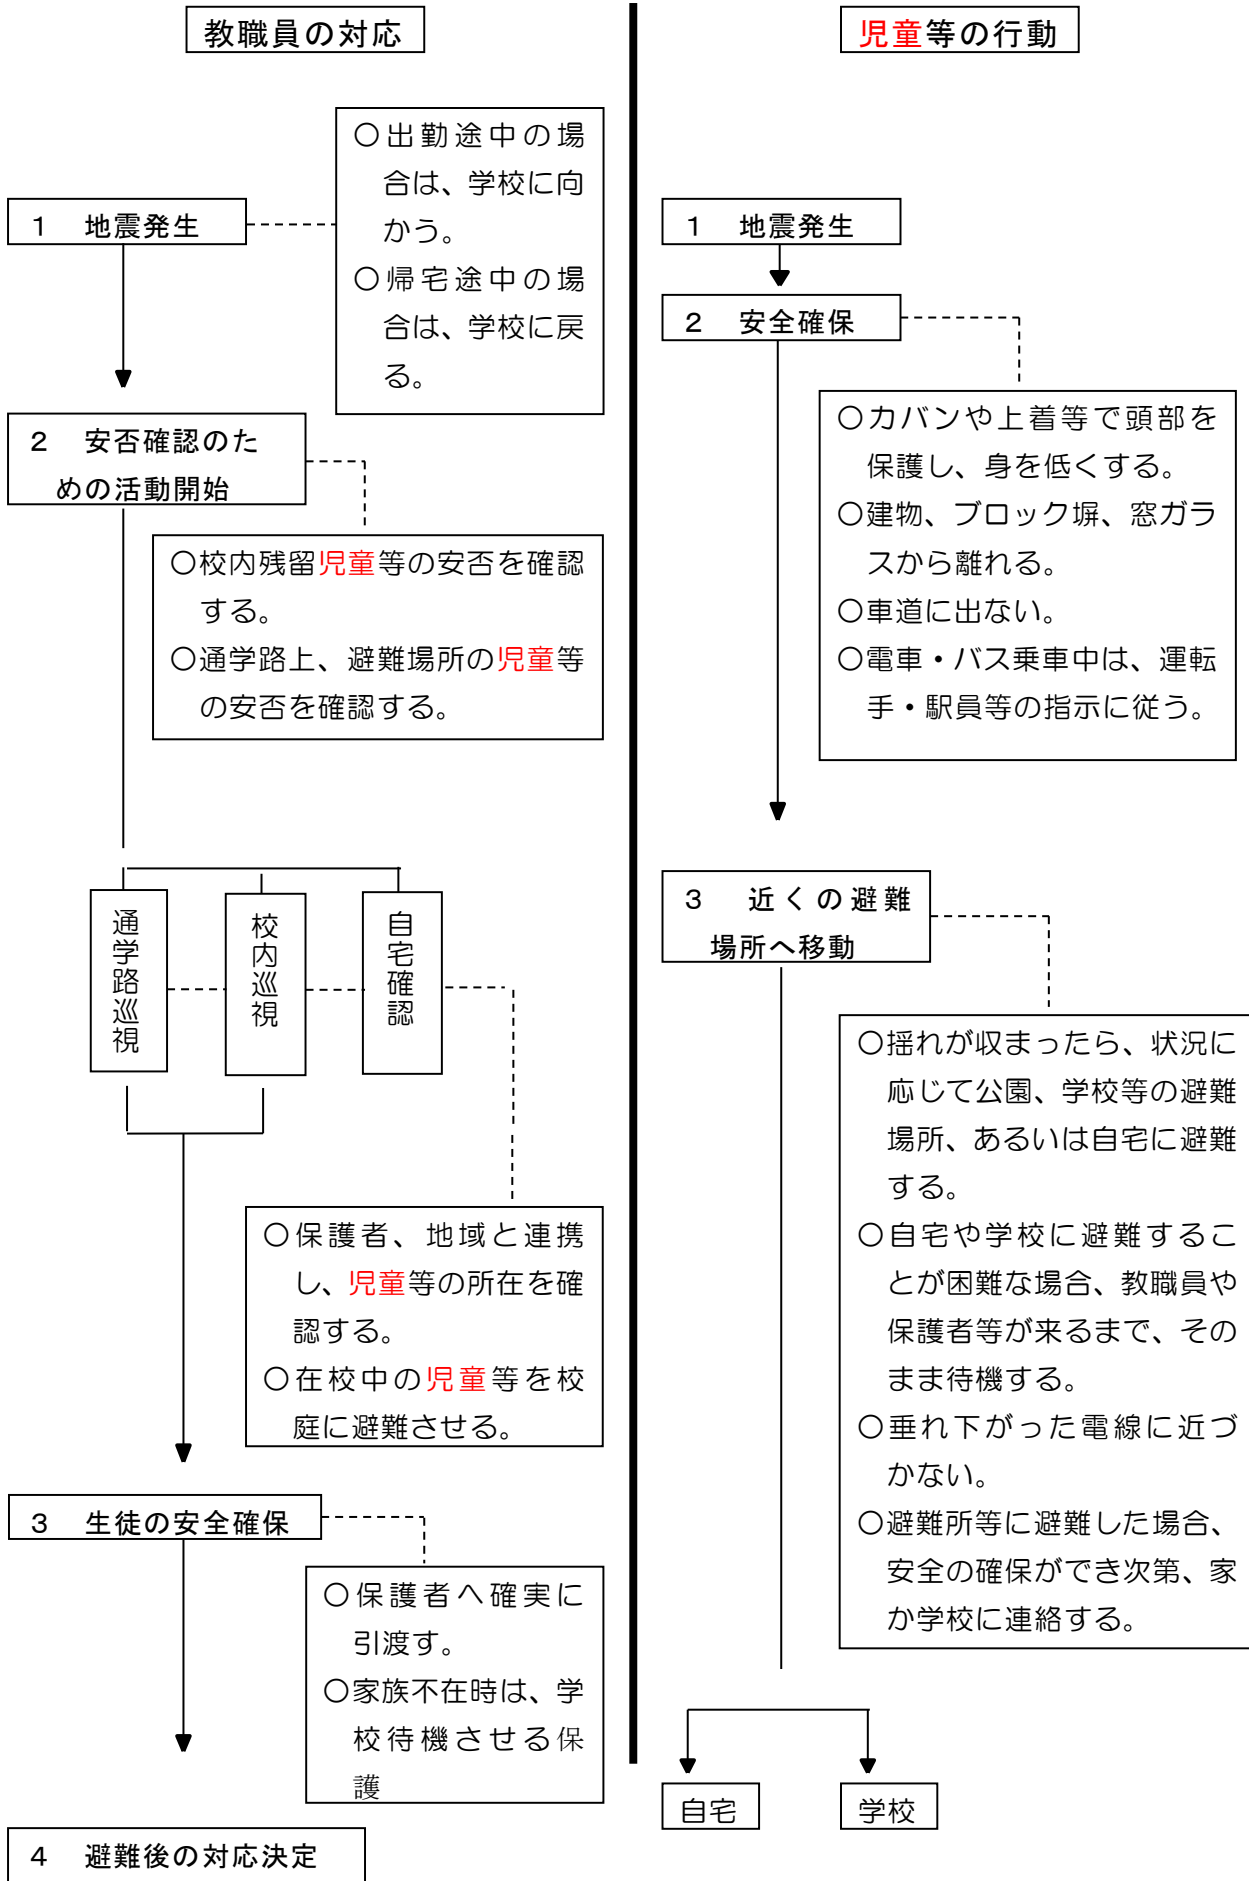 教職員の対応
○出勤途中の場
合は、学校に向
かう。
○帰宅途中の場
合は、学校に戻
る。
1 地震発生
2 安否確認のた
めの活動開始
○校内残留児童等の安否を確認
する。
○通学路上、避難場所の児童等
の安否を確認する。
通学路巡視
校内巡視
自宅確認
○保護者、地域と連携
し、児童等の所在を確
認する。
○在校中の児童等を校
庭に避難させる。
3 生徒の安全確保
○保護者へ確実に
引渡す。
○家族不在時は、学
校待機させる保
護
4 避難後の対応決定
児童等の行動
1 地震発生
2 安全確保
○カバンや上着等で頭部を
保護し、身を低くする。
○建物、ブロック塀、窓ガラ
スから離れる。
○車道に出ない。
○電車・バス乗車中は、運転
手・駅員等の指示に従う。
3 近くの避難
場所へ移動
○揺れが収まったら、状況に
応じて公園、学校等の避難
場所、あるいは自宅に避難
する。
○自宅や学校に避難するこ
とが困難な場合、教職員や
保護者等が来るまで、その
まま待機する。
○垂れ下がった電線に近づ
かない。
○避難所等に避難した場合、
安全の確保ができ次第、家
か学校に連絡する。
自宅
学校